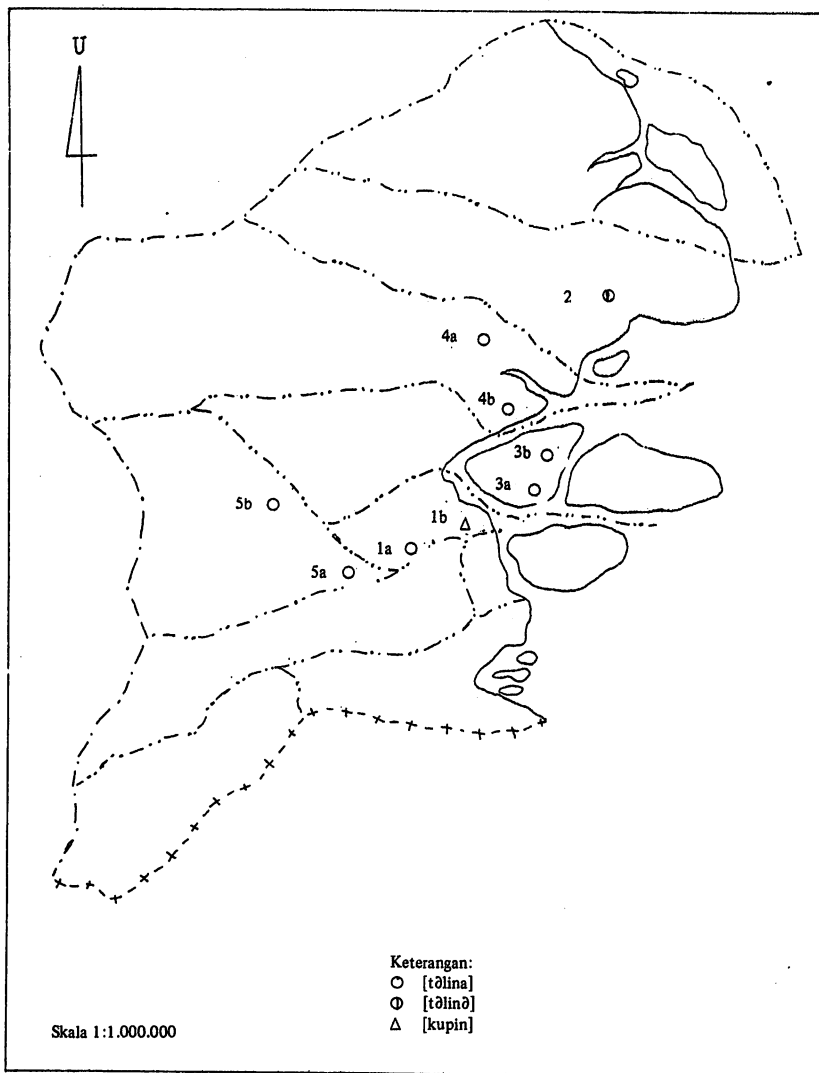 U
2
4a
4b
3b
3a
5b
1b
1a
5a
Keterangan:
[təlina]
[təlinə]
[kupin]
Skala 1:1.000.000